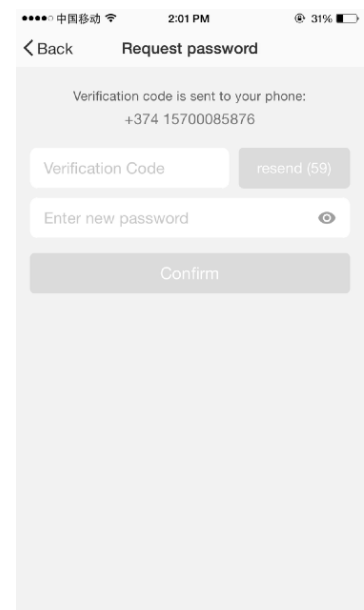 中国移动 2:01 PM 31%
Back Request password
Verification code is sent to your phone:
+374 15700085876
Verification Code resend (59)
Enter new password
Confirm